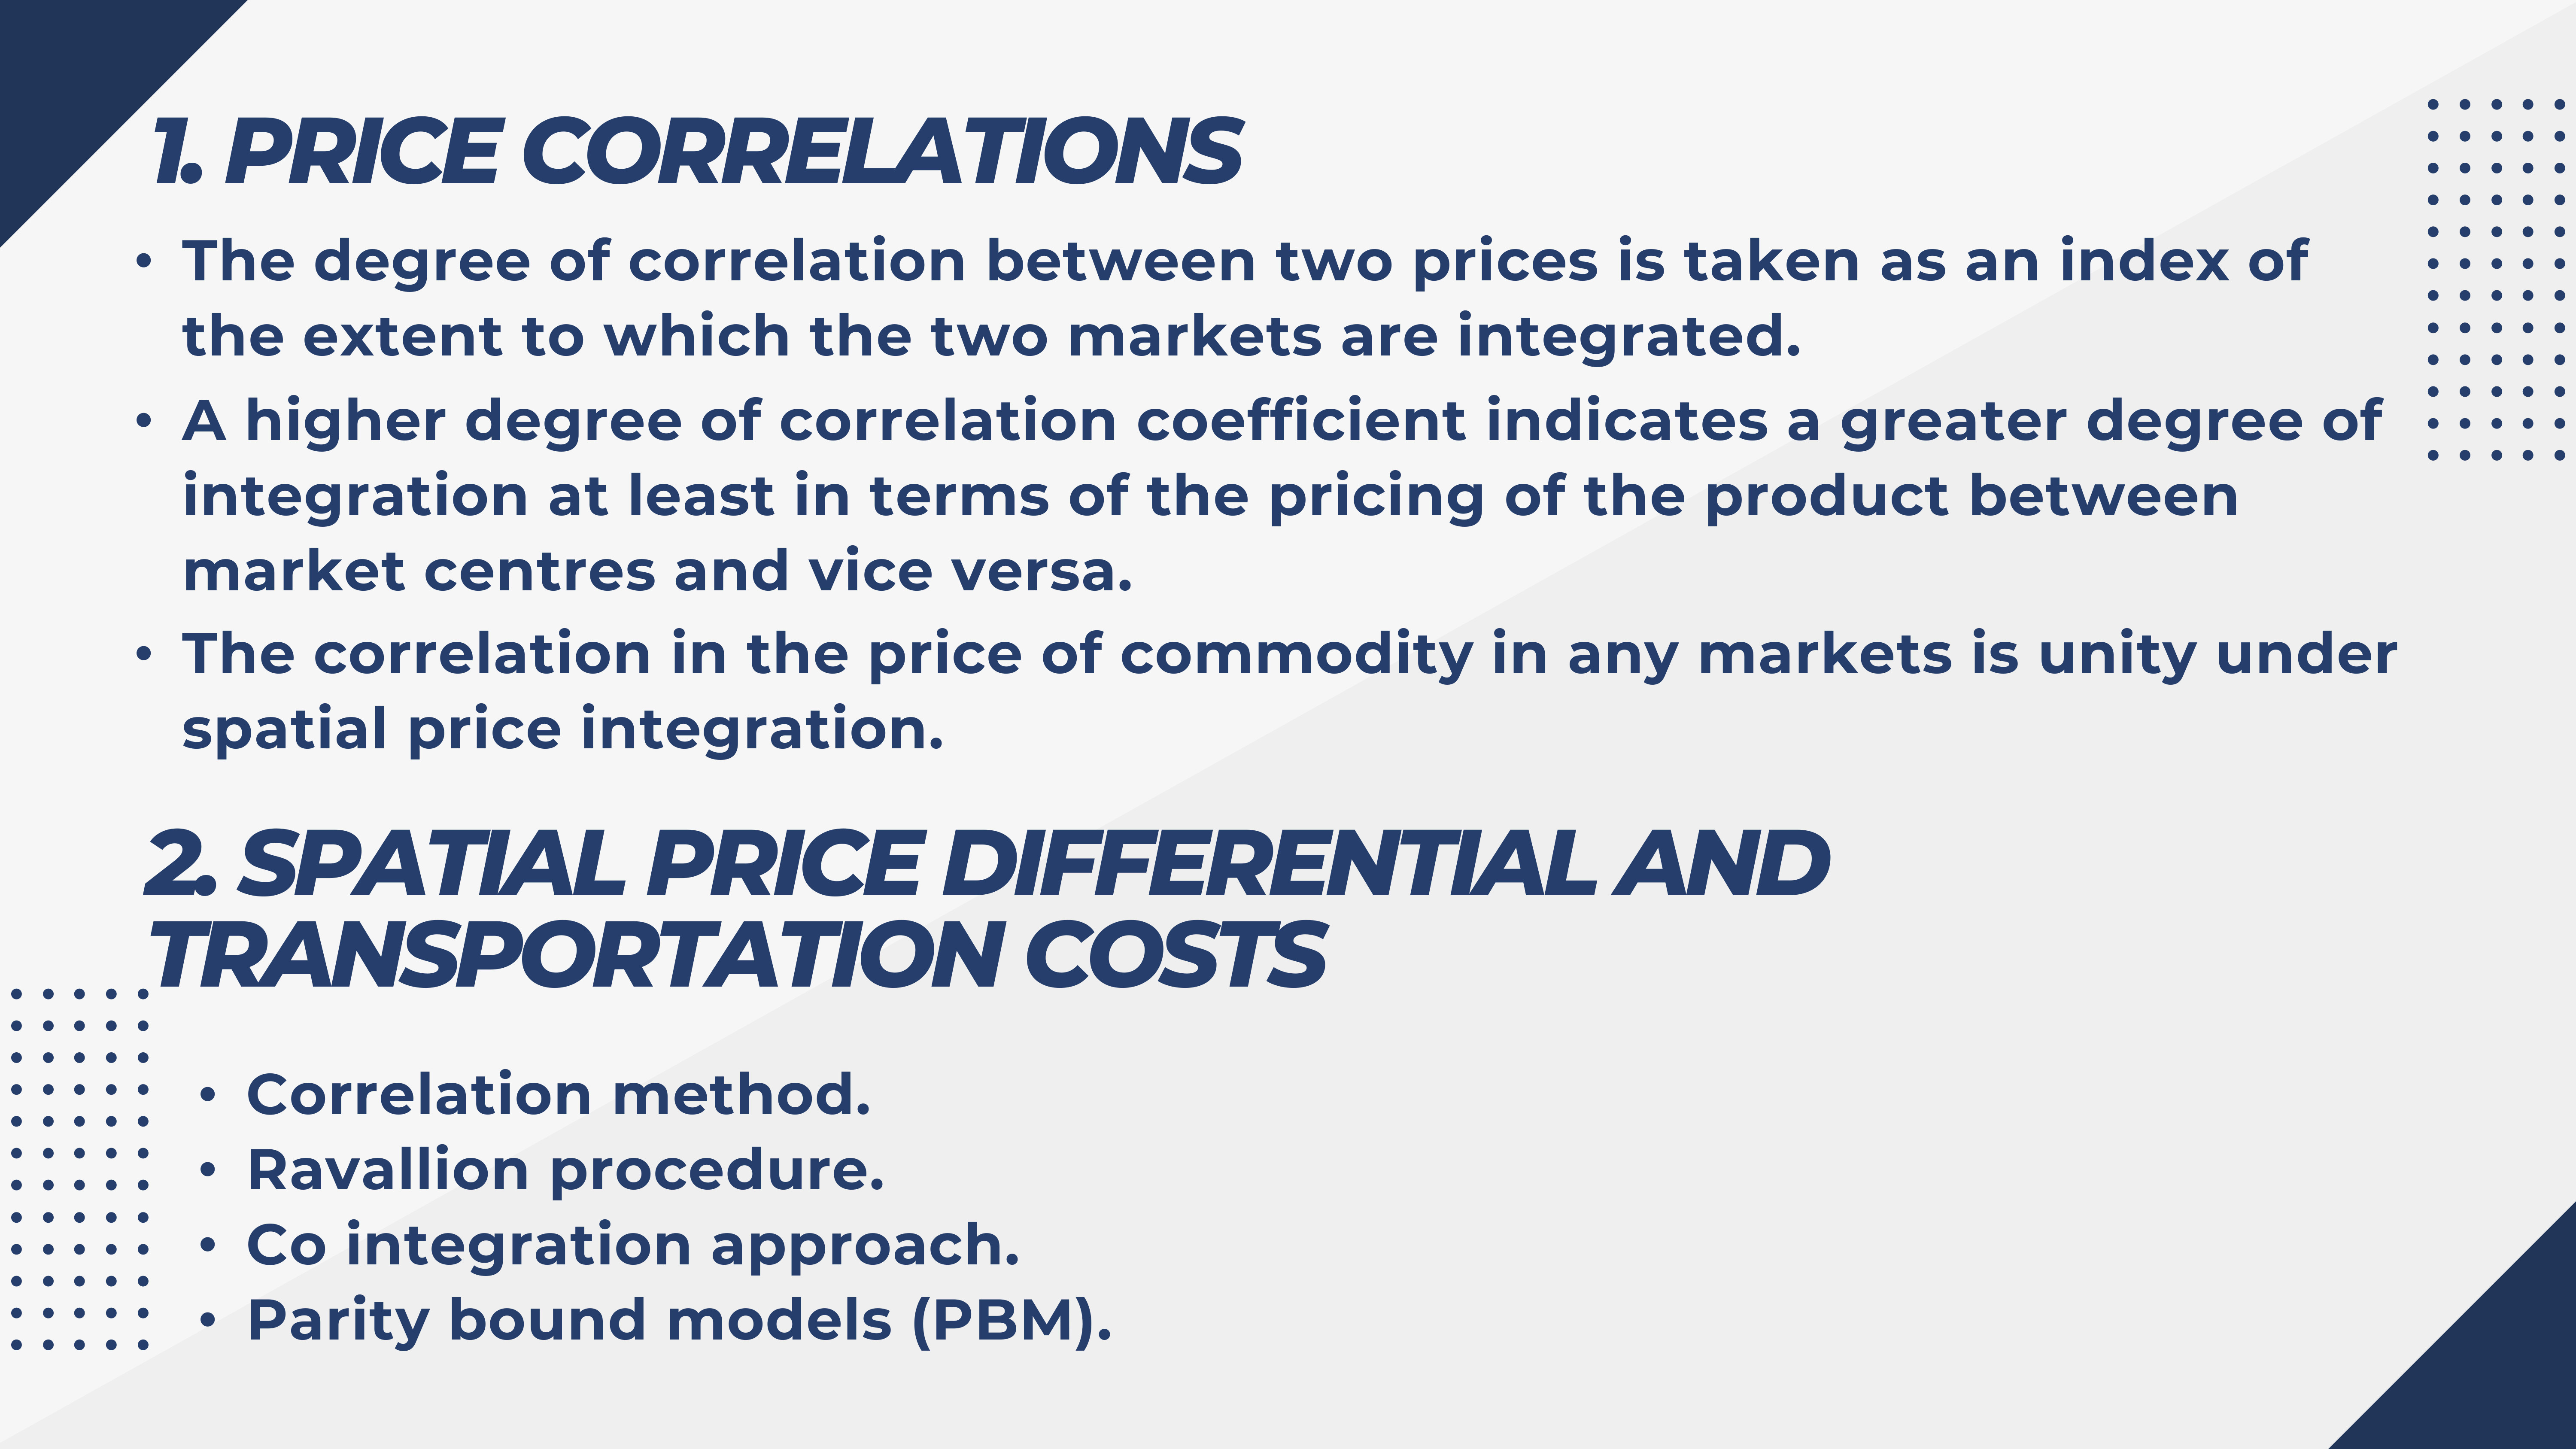 1. PRICE CORRELATIONS
• The degree of correlation between two prices is taken as an index of
the extent to which the two markets are integrated.
• A higher degree of correlation coefficient indicates a greater degree of
integration at least in terms of the pricing of the product between
market centres and vice versa.
• The correlation in the price of commodity in any markets is unity under
spatial price integration.
2. SPATIAL PRICE DIFFERENTIAL AND
TRANSPORTATION COSTS
• Correlation method.
• Ravallion procedure.
• Co integration approach.
• Parity bound models (PBM).